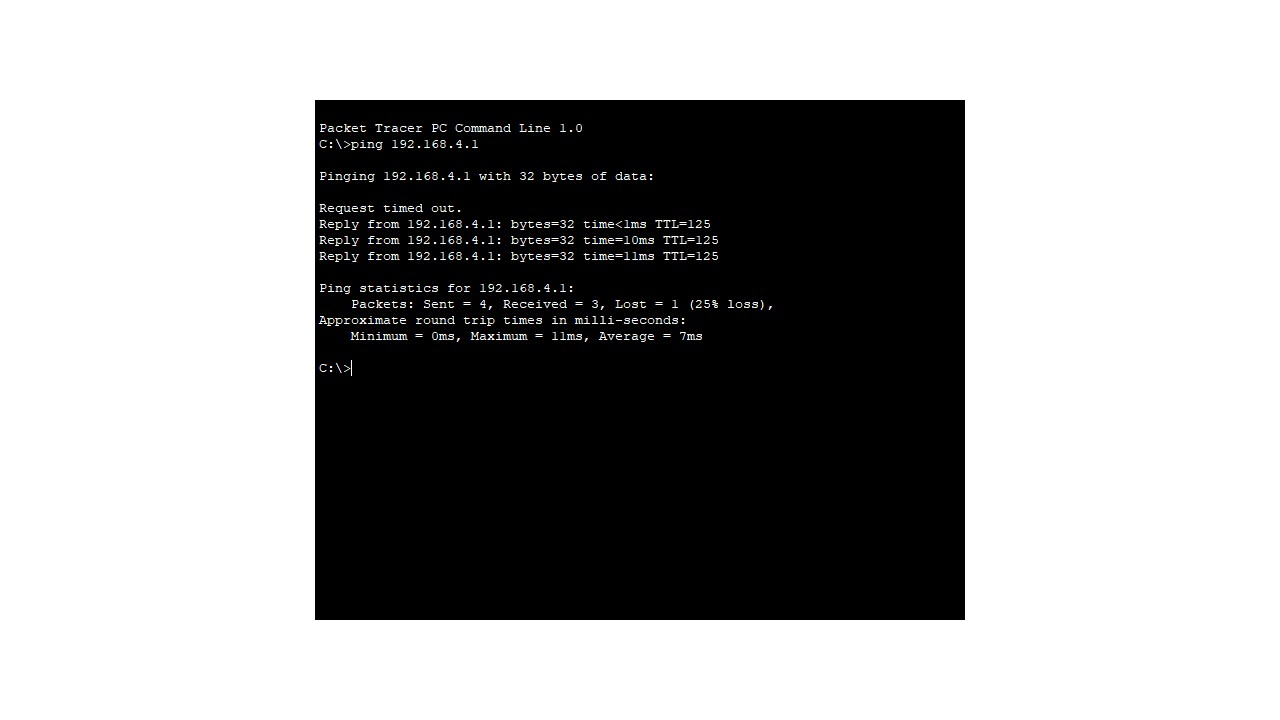 Packet Tracer PC Command Line 1.0
C:\>ping 192.168.4.1
Pinging 192.168.4.1 with 32 bytes of data:
Request timed out.
Reply from 192.168.4.1: bytes=32 time<1ms TTL=125
Reply from 192.168.4.1: bytes=32 time=10ms TTL=125
Reply from 192.168.4.1: bytes=32 time=11ms TTL=125
Ping statistics for 192.168.4.1:
    Packets: Sent = 4, Received = 3, Lost = 1 (25% loss),
Approximate round trip times in milli-seconds:
    Minimum = 0ms, Maximum = 11ms, Average = 7ms
C:\>